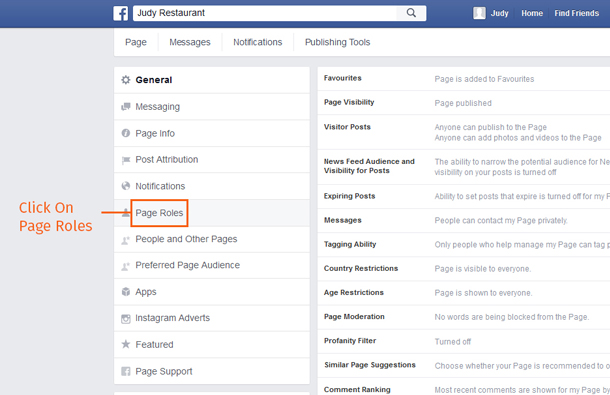 f Judy Restaurant
Judy Home Find Friends
Page Messages Notifications Publishing Tools
General
Messaging
Page Info
Post Attribution
Notifications
Page Roles
People and Other Pages
Preferred Page Audience
Apps
Instagram Adverts
Featured
Page Support
Click On
Page Roles
Favourites Page is added to Favourites
Page Visibility Page published
Visitor Posts Anyone can publish to the Page
Anyone can add photos and videos to the Page
News Feed Audience and The ability to narrow the potential audience for Ne
Visibility for Posts visibility on your posts is turned off
Expiring Posts Ability to set posts that expire is turned off for my P
Messages People can contact my Page privately.
Tagging Ability Only people who help manage my Page can tag p
Country Restrictions Page is visible to everyone.
Age Restrictions Page is shown to everyone.
Page Moderation No words are being blocked from the Page.
Profanity Filter Turned off
Similar Page Suggestions Choose whether your Page is recommended to o
Comment Ranking Most recent comments are shown for my Page by